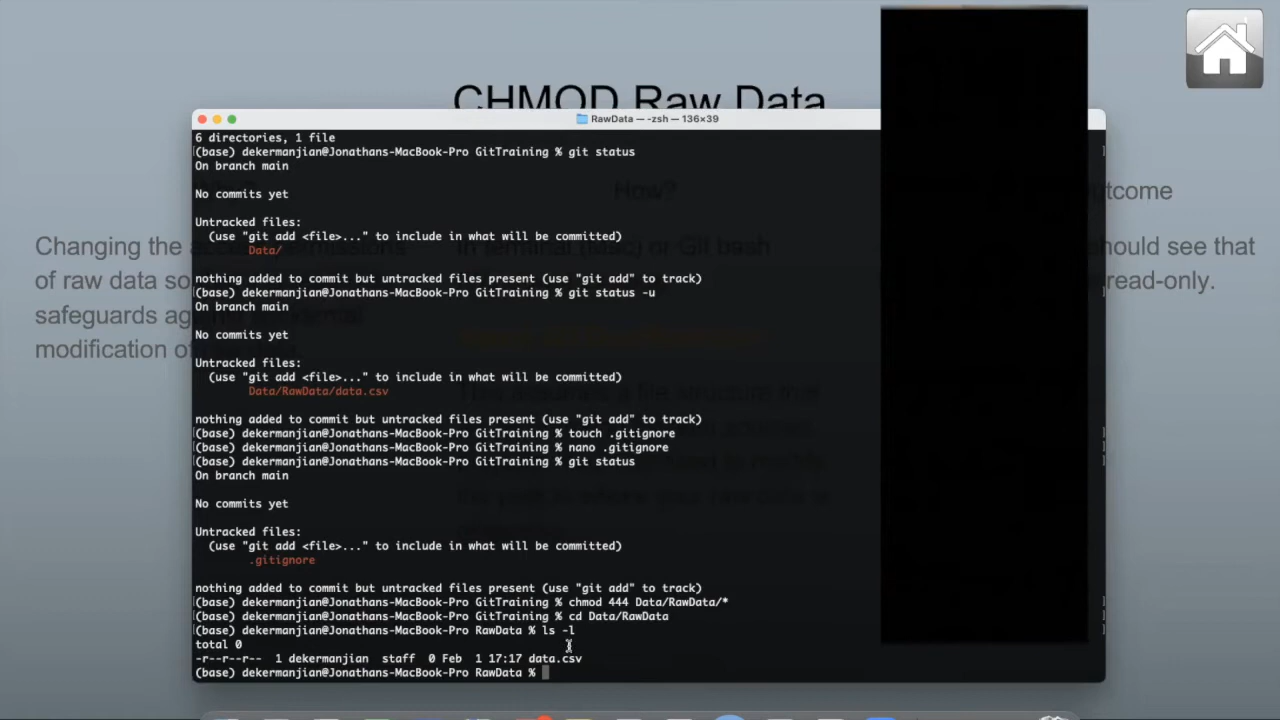 CHMOD Raw Data
RawData — -zsh — 136×39
6 directories, 1 file
(base) dekermanjian@Jonathans-MacBook-Pro GitTraining % git status
On branch main
No commits yet
Untracked files:
(use "git add <file>..." to include in what will be committed)
Data/
nothing added to commit but untracked files present (use "git add" to track)
(base) dekermanjian@Jonathans-MacBook-Pro GitTraining % git status -u
On branch main
No commits yet
Untracked files:
(use "git add <file>..." to include in what will be committed)
Data/RawData/data.csv
nothing added to commit but untracked files present (use "git add" to track)
(base) dekermanjian@Jonathans-MacBook-Pro GitTraining % touch .gitignore
(base) dekermanjian@Jonathans-MacBook-Pro GitTraining % nano .gitignore
(base) dekermanjian@Jonathans-MacBook-Pro GitTraining % git status
On branch main
No commits yet
Untracked files:
(use "git add <file>..." to include in what will be committed)
.gitignore
nothing added to commit but untracked files present (use "git add" to track)
(base) dekermanjian@Jonathans-MacBook-Pro GitTraining % chmod 444 Data/RawData/*
(base) dekermanjian@Jonathans-MacBook-Pro GitTraining % cd Data/RawData
(base) dekermanjian@Jonathans-MacBook-Pro RawData % ls -l
total 0
-r--r--r-- 1 dekermanjian staff 0 Feb 1 17:17 data.csv
(base) dekermanjian@Jonathans-MacBook-Pro RawData %
Changing the
of raw data so
safeguards
modification of
How?
In terminal (mac) or Git bash
should see that
read-only.